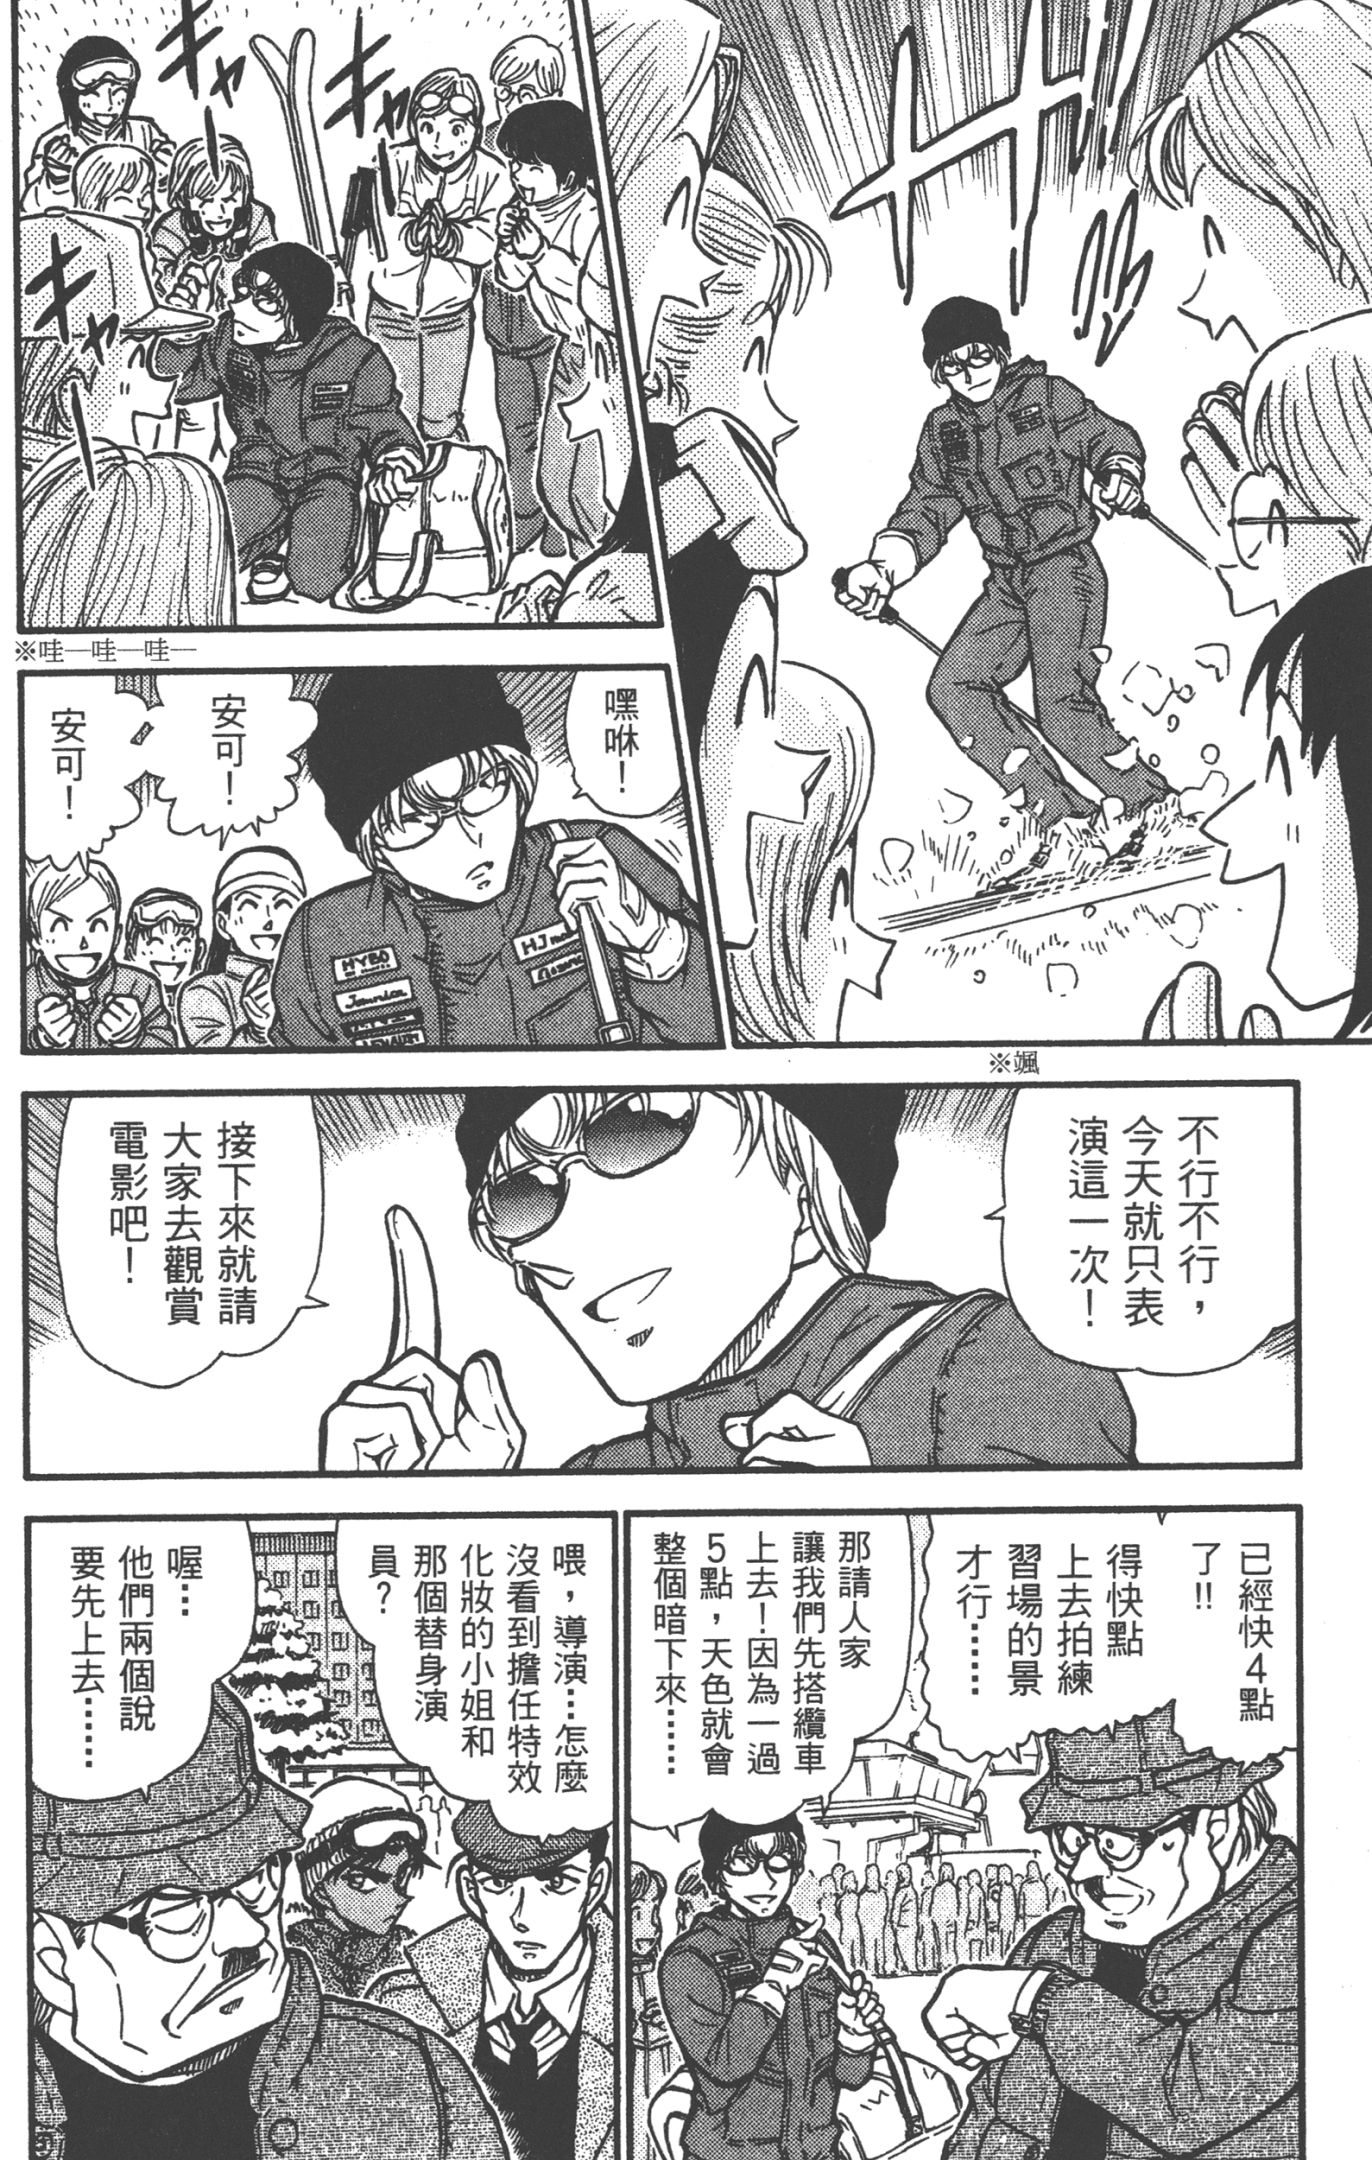 ザッ
キャ
キャ
キャー
キャー
※颯
※哇—哇—哇—
嘿咻！
安可！
安可！
NYBO
不行不行，
今天就只表
演這一次！
接下來就請
大家去觀賞
電影吧！
已經快4點
了!!
得快點
上去拍練
習場的景
才行……
那請人家
讓我們先搭纜車
上去！因為一過
5點，天色就會
整個暗下來……
喂，導演…怎麼
沒看到擔任特效
化妝的小姐和
那個替身演
員？
喔…
他們兩個說
要先上去……